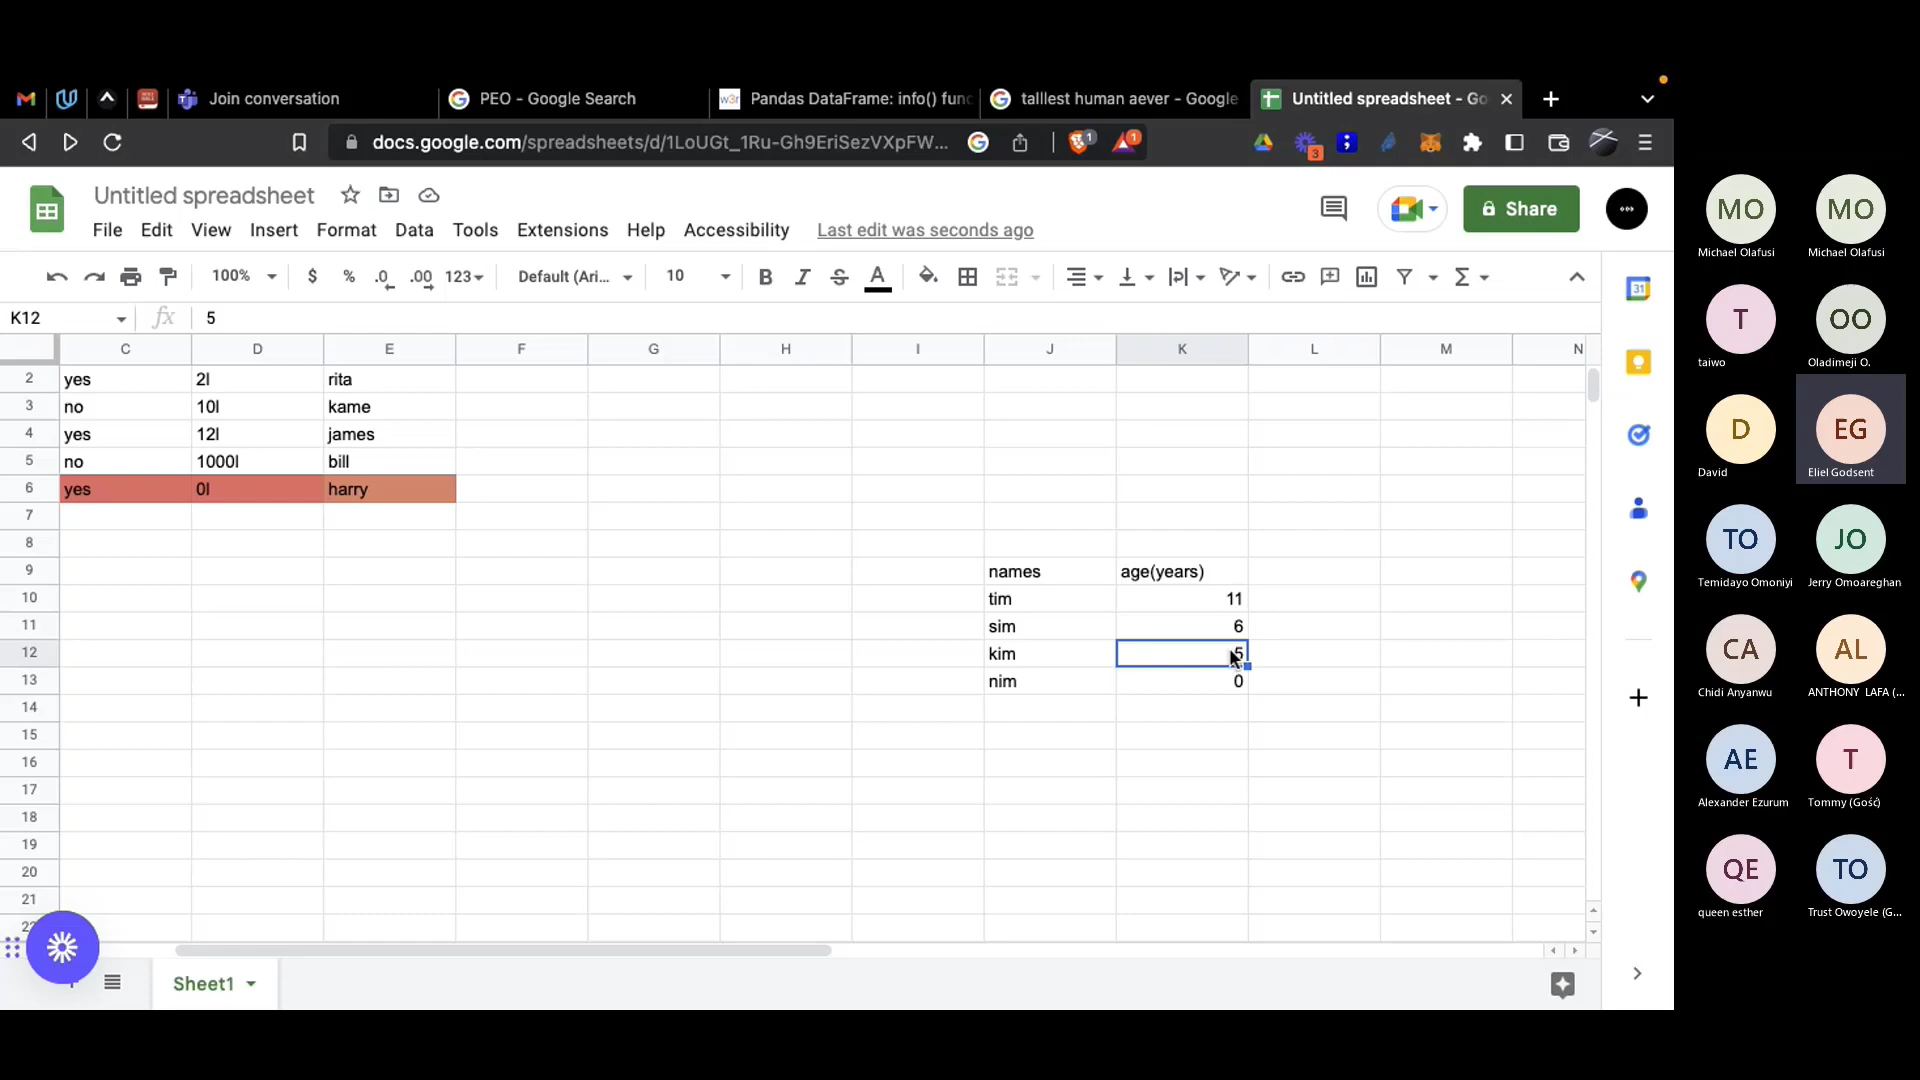 Join conversation
PEO - Google Search
w3r
Pandas DataFrame: info() func
talllest human aever - Google
Untitled spreadsheet - Go
docs.google.com/spreadsheets/d/1LoUGt_1Ru-Gh9EriSezVXpFW...
1
1
3
Untitled spreadsheet
Share
File Edit View Insert Format Data Tools Extensions Help Accessibility Last edit was seconds ago
100% $ % .0 .00 123 Default (Ari... 10 B I S A Σ
31
K12 fx 5
C D E F G H I J K L M N
2 yes 2l rita
3 no 10l kame
4 yes 12l james
5 no 1000l bill
6 yes 0l harry
7
8
9 names age(years)
10 tim 11
11 sim 6
12 kim 5
13 nim 0
14
15
16
17
18
19
20
21
Sheet1
MO MO
Michael Olafusi Michael Olafusi
T OO
taiwo Oladimeji O.
D EG
David Eliel Godsent
TO JO
Temidayo Omoniyi Jerry Omoareghan
CA AL
Chidi Anyanwu ANTHONY LAFA (...
AE T
Alexander Ezurum Tommy (Gość)
QE TO
queen esther Trust Owoyele (G...